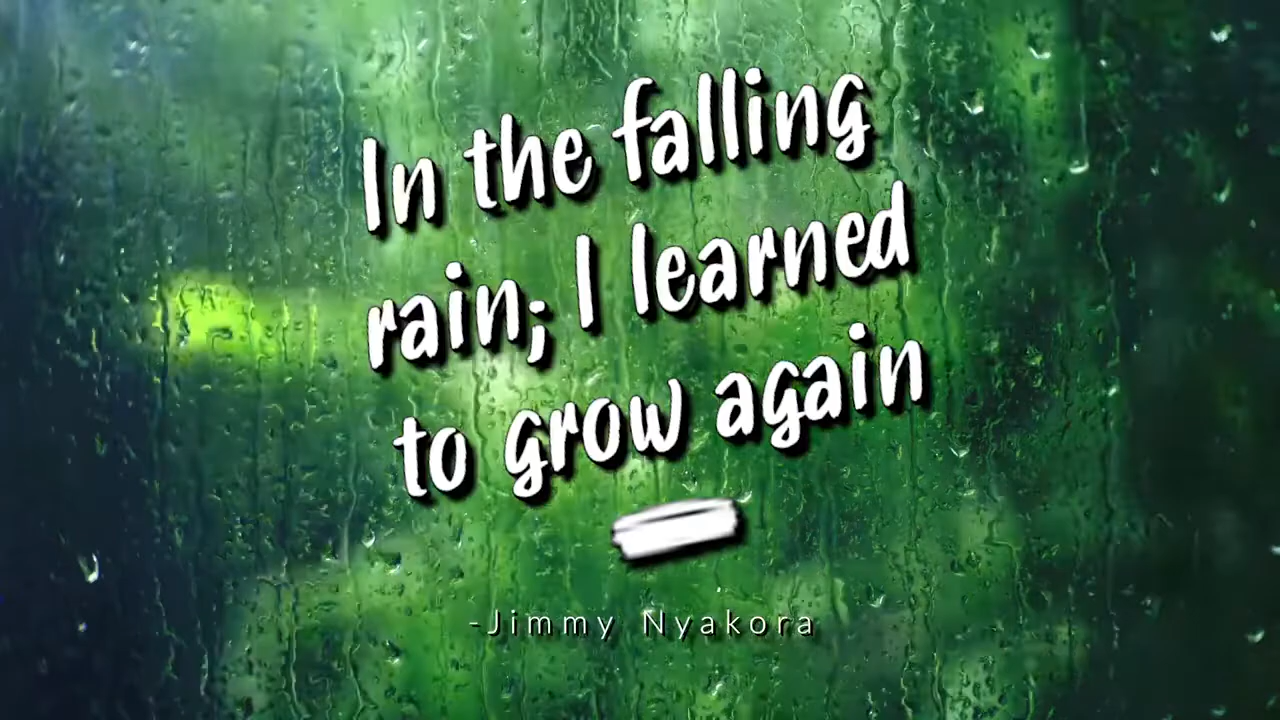 In the falling
rain; I learned
to grow again
-Jimmy Nyakora